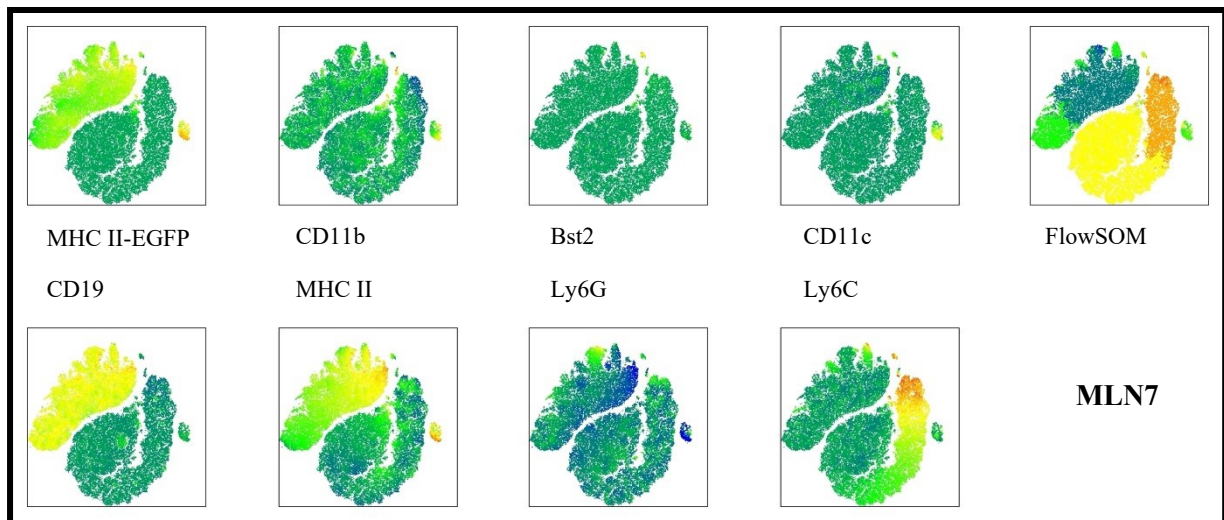 MHC II-EGFP CD11b Bst2 CD11c FlowSOM
CD19 MHC II Ly6G Ly6C
MLN7